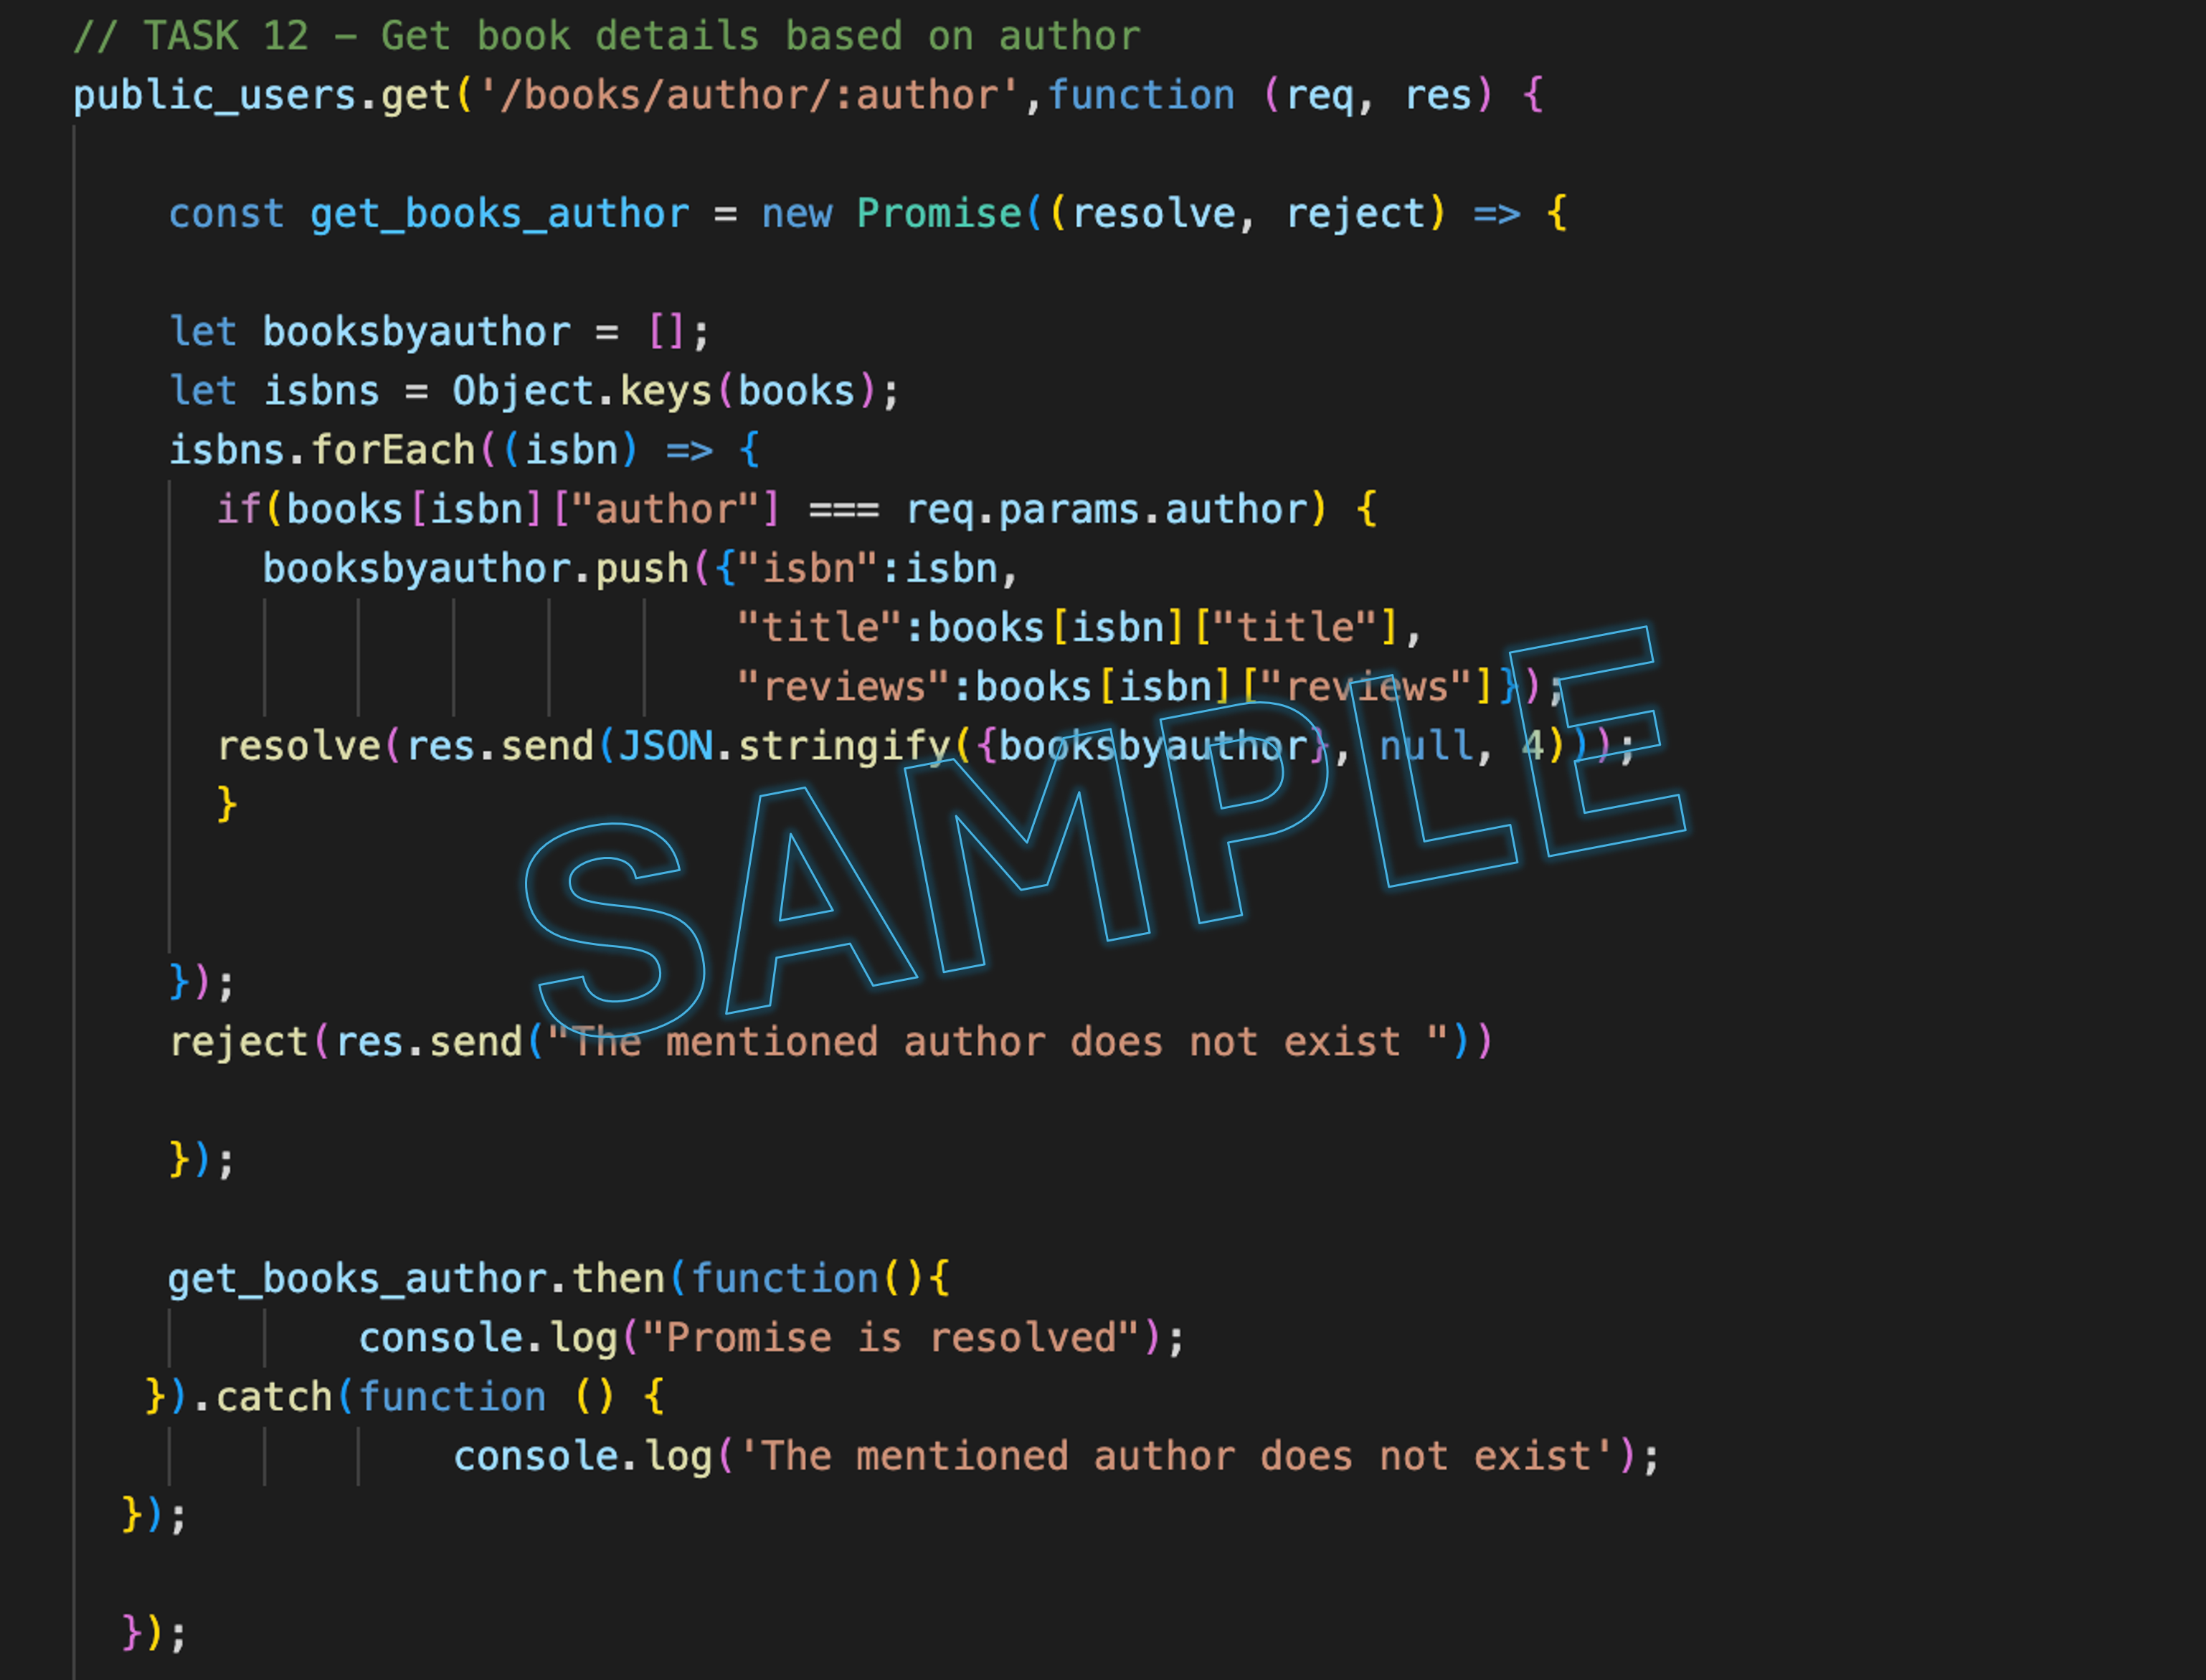 // TASK 12 – Get book details based on author
public_users.get('/books/author/:author',function (req, res) {
const get_books_author = new Promise((resolve, reject) => {
let booksbyauthor = [];
let isbns = Object.keys(books);
isbns.forEach((isbn) => {
if(books[isbn]["author"] === req.params.author) {
booksbyauthor.push({"isbn":isbn,
"title":books[isbn]["title"],
"reviews":books[isbn]["reviews"]});
resolve(res.send(JSON.stringify({booksbyauthor}, null, 4)));
}
});
reject(res.send("The mentioned author does not exist "))
});
get_books_author.then(function(){
console.log("Promise is resolved");
}).catch(function () {
console.log('The mentioned author does not exist');
});
});
SAMPLE